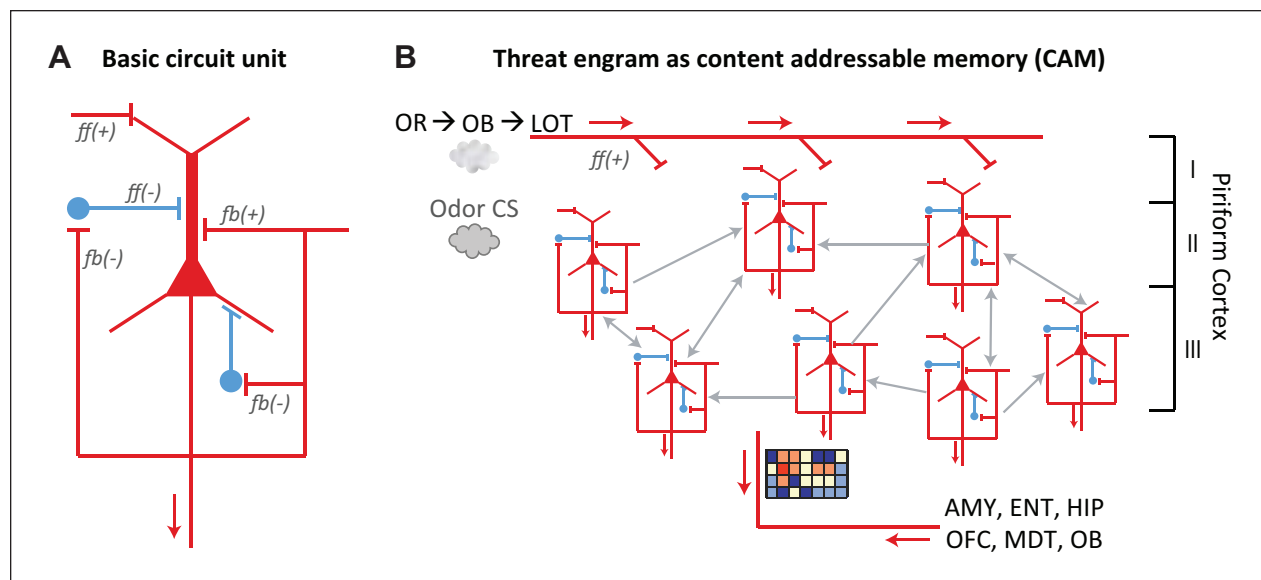 A Basic circuit unit
ff(+)
ff(-)
fb(+)
fb(-)
fb(-)
B Threat engram as content addressable memory (CAM)
OR → OB → LOT
ff(+)
Odor CS
I
II
III
Piriform Cortex
AMY, ENT, HIP
OFC, MDT, OB